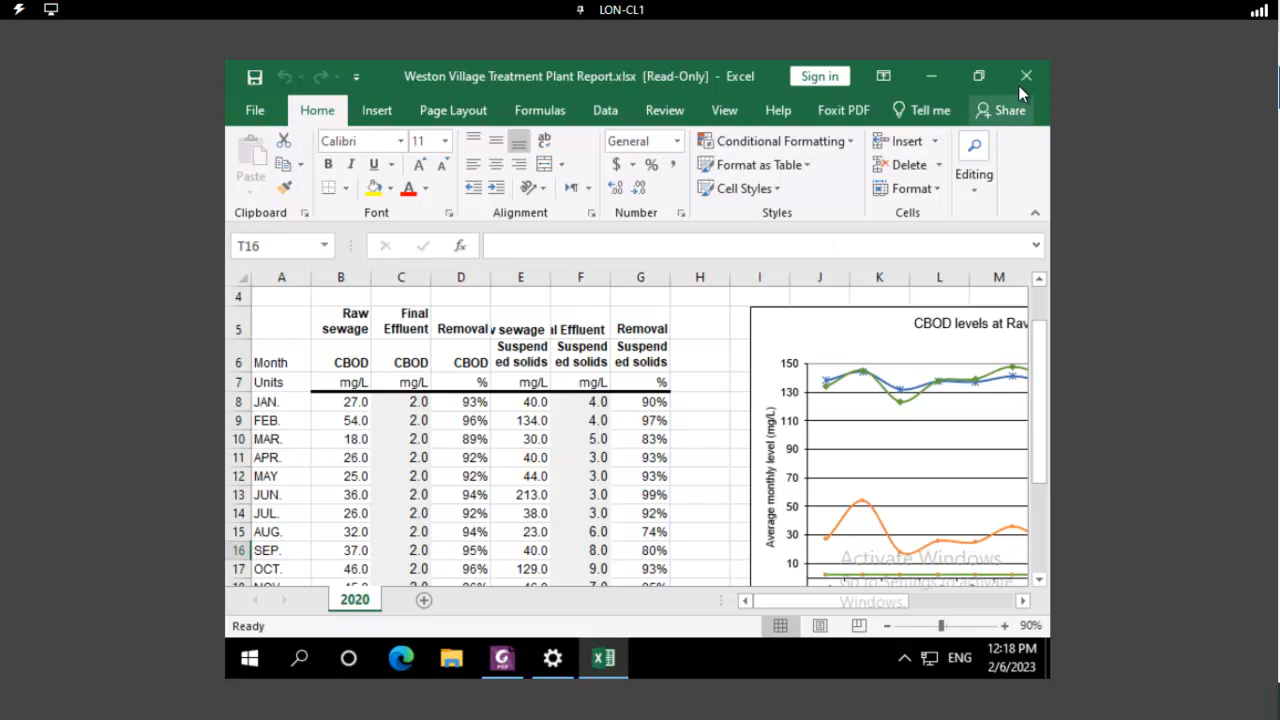 LON-CL1
Weston Village Treatment Plant Report.xlsx [Read-Only] - Excel
Sign in
File Home Insert Page Layout Formulas Data Review View Help Foxit PDF Tell me Share
Calibri 11 General Conditional Formatting Insert
Paste B I U $ % , Format as Table Delete Editing
Cell Styles Format
Clipboard Font Alignment Number Styles Cells
T16 fx
A B C D E F G H I J K L M
4
5 Raw sewage Final Effluent Removal sewage Effluent Removal
6 Month CBOD CBOD CBOD Suspended solids Suspended solids Suspended solids
7 Units mg/L mg/L % mg/L mg/L %
8 JAN. 27.0 2.0 93% 40.0 4.0 90%
9 FEB. 54.0 2.0 96% 134.0 4.0 97%
10 MAR. 18.0 2.0 89% 30.0 5.0 83%
11 APR. 26.0 2.0 92% 40.0 3.0 93%
12 MAY 25.0 2.0 92% 44.0 3.0 93%
13 JUN. 36.0 2.0 94% 213.0 3.0 99%
14 JUL. 26.0 2.0 92% 38.0 3.0 92%
15 AUG. 32.0 2.0 94% 23.0 6.0 74%
16 SEP. 37.0 2.0 95% 40.0 8.0 80%
17 OCT. 46.0 2.0 96% 129.0 9.0 93%
CBOD levels at Raw
Average monthly level (mg/L)
150
130
110
90
70
50
30
10
Activate Windows
Go to Settings to activate
Windows.
2020
Ready 90%
ENG
12:18 PM
2/6/2023